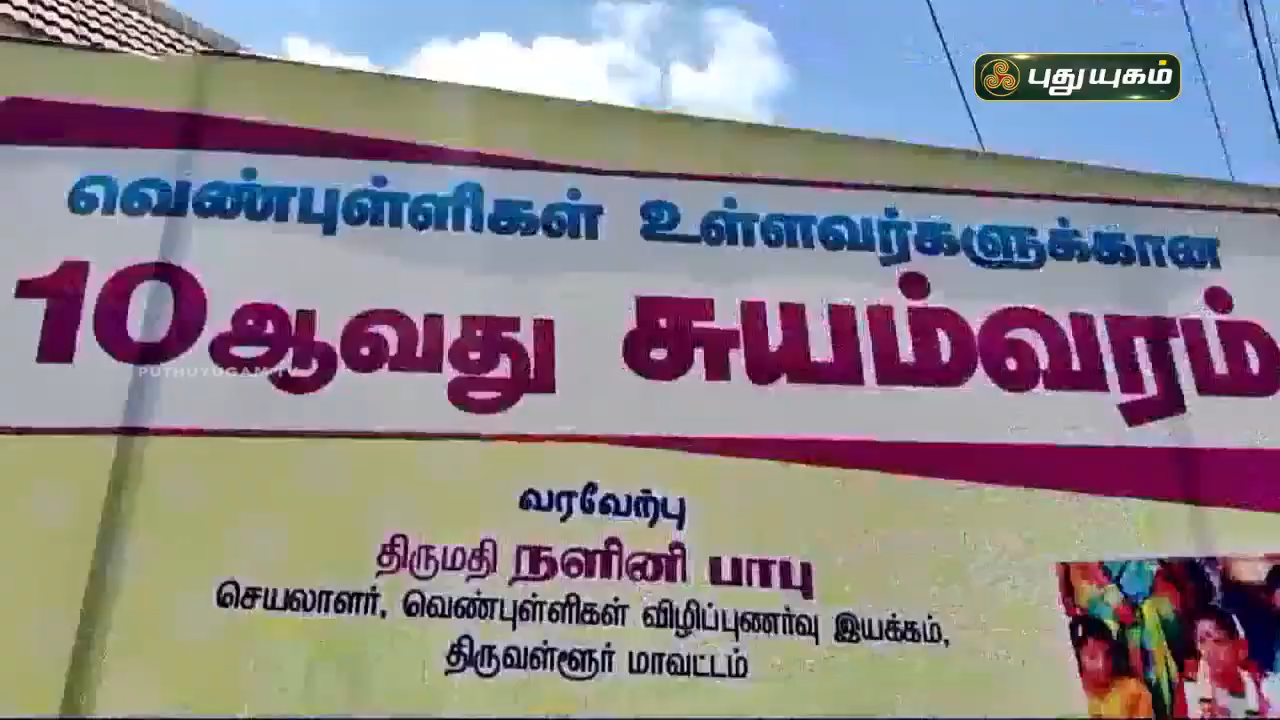 புதுயுகம்
வெண்புள்ளிகள் உள்ளவர்களுக்கான
10ஆவது சுயம்வரம்
PUTHUYUGAM TV
வரவேற்பு
திருமதி நளினி பாபு
செயலாளர், வெண்புள்ளிகள் விழிப்புணர்வு இயக்கம்,
திருவள்ளூர் மாவட்டம்